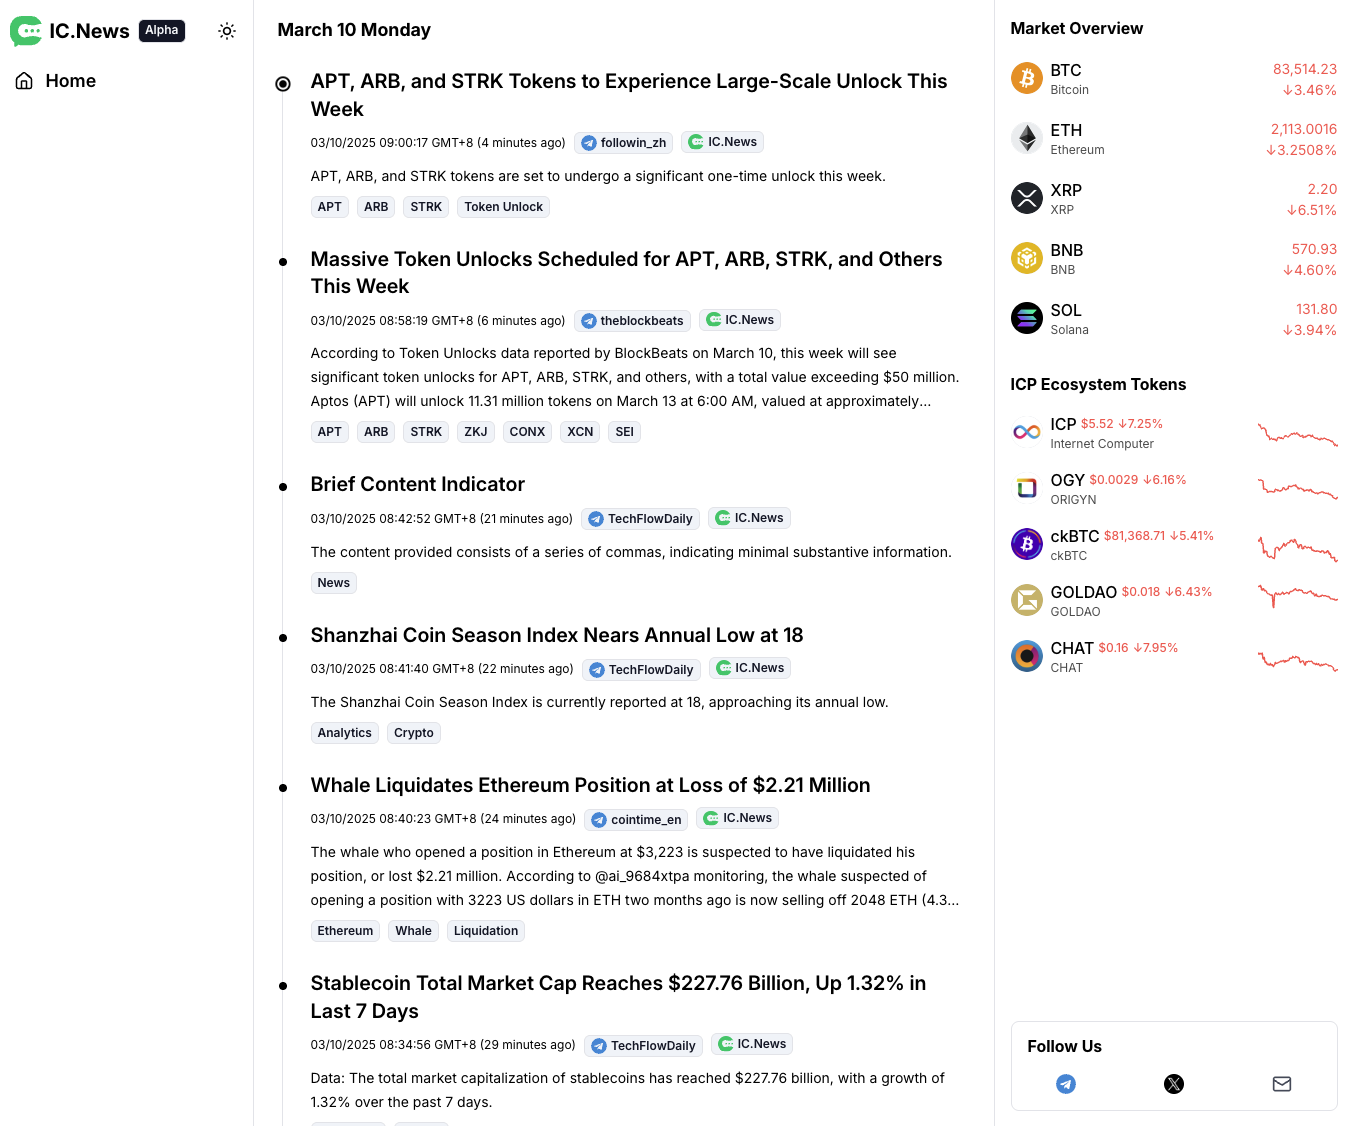 IC.News Alpha
Home
March 10 Monday
APT, ARB, and STRK Tokens to Experience Large-Scale Unlock This
Week
03/10/2025 09:00:17 GMT+8 (4 minutes ago) followin_zh IC.News
APT, ARB, and STRK tokens are set to undergo a significant one-time unlock this week.
APT ARB STRK Token Unlock
Massive Token Unlocks Scheduled for APT, ARB, STRK, and Others
This Week
03/10/2025 08:58:19 GMT+8 (6 minutes ago) theblockbeats IC.News
According to Token Unlocks data reported by BlockBeats on March 10, this week will see
significant token unlocks for APT, ARB, STRK, and others, with a total value exceeding $50 million.
Aptos (APT) will unlock 11.31 million tokens on March 13 at 6:00 AM, valued at approximately...
APT ARB STRK ZKJ CONX XCN SEI
Brief Content Indicator
03/10/2025 08:42:52 GMT+8 (21 minutes ago) TechFlowDaily IC.News
The content provided consists of a series of commas, indicating minimal substantive information.
News
Shanzhai Coin Season Index Nears Annual Low at 18
03/10/2025 08:41:40 GMT+8 (22 minutes ago) TechFlowDaily IC.News
The Shanzhai Coin Season Index is currently reported at 18, approaching its annual low.
Analytics Crypto
Whale Liquidates Ethereum Position at Loss of $2.21 Million
03/10/2025 08:40:23 GMT+8 (24 minutes ago) cointime_en IC.News
The whale who opened a position in Ethereum at $3,223 is suspected to have liquidated his
position, or lost $2.21 million. According to @ai_9684xtpa monitoring, the whale suspected of
opening a position with 3223 US dollars in ETH two months ago is now selling off 2048 ETH (4.3...
Ethereum Whale Liquidation
Stablecoin Total Market Cap Reaches $227.76 Billion, Up 1.32% in
Last 7 Days
03/10/2025 08:34:56 GMT+8 (29 minutes ago) TechFlowDaily IC.News
Data: The total market capitalization of stablecoins has reached $227.76 billion, with a growth of
1.32% over the past 7 days.
Market Overview
BTC 83,514.23
Bitcoin ↓3.46%
ETH 2,113.0016
Ethereum ↓3.2508%
XRP 2.20
XRP ↓6.51%
BNB 570.93
BNB ↓4.60%
SOL 131.80
Solana ↓3.94%
ICP Ecosystem Tokens
ICP $5.52 ↓7.25%
Internet Computer
OGY $0.0029 ↓6.16%
ORIGYN
ckBTC $81,368.71 ↓5.41%
ckBTC
GOLDAO $0.018 ↓6.43%
GOLDAO
CHAT $0.16 ↓7.95%
CHAT
Follow Us